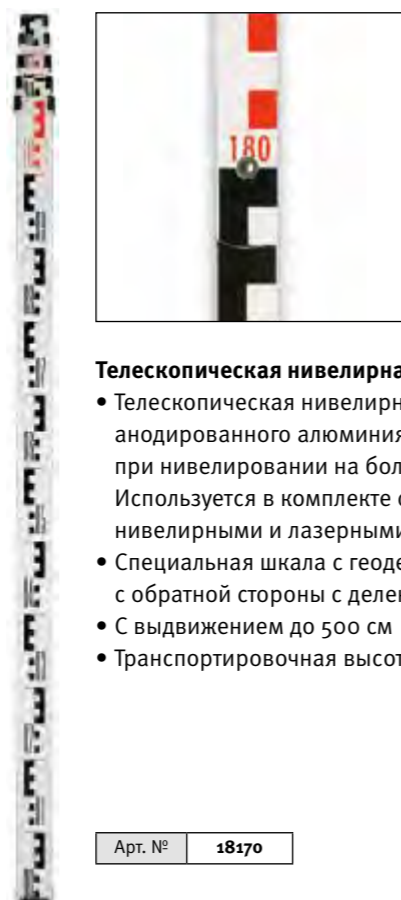 180
Телескопическая нивелирна
• Телескопическая нивелирн
анодированного алюминия
при нивелировании на бол
Используется в комплекте с
нивелирными и лазерными
• Специальная шкала с геоде
с обратной стороны с делен
• С выдвижением до 500 см
• Транспортировочная высот
Арт. № 18170